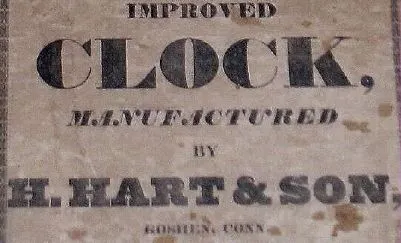 IMPROVED
CLOCK,
MANUFACTURED
BY
H. HART & SON,
GOSHEN, CONN